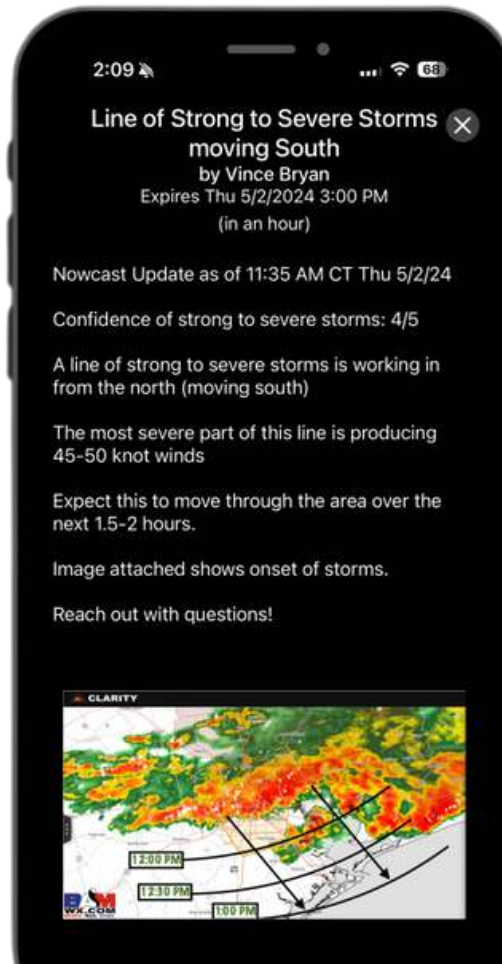 2:09
68
Line of Strong to Severe Storms
moving South
by Vince Bryan
Expires Thu 5/2/2024 3:00 PM
(in an hour)
Nowcast Update as of 11:35 AM CT Thu 5/2/24
Confidence of strong to severe storms: 4/5
A line of strong to severe storms is working in
from the north (moving south)
The most severe part of this line is producing
45-50 knot winds
Expect this to move through the area over the
next 1.5-2 hours.
Image attached shows onset of storms.
Reach out with questions!
CLARITY
12:00 PM
12:30 PM
1:00 PM
BAM
WX.COM